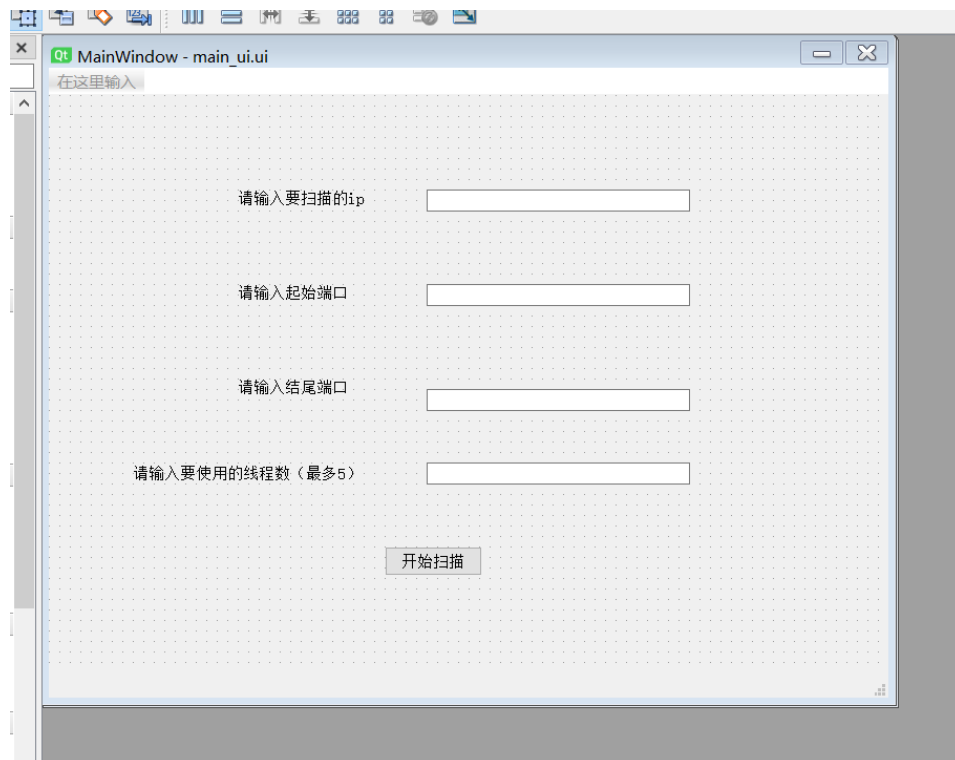 Qt MainWindow - main_ui.ui
在这里输入
请输入要扫描的ip
请输入起始端口
请输入结尾端口
请输入要使用的线程数（最多5）
开始扫描